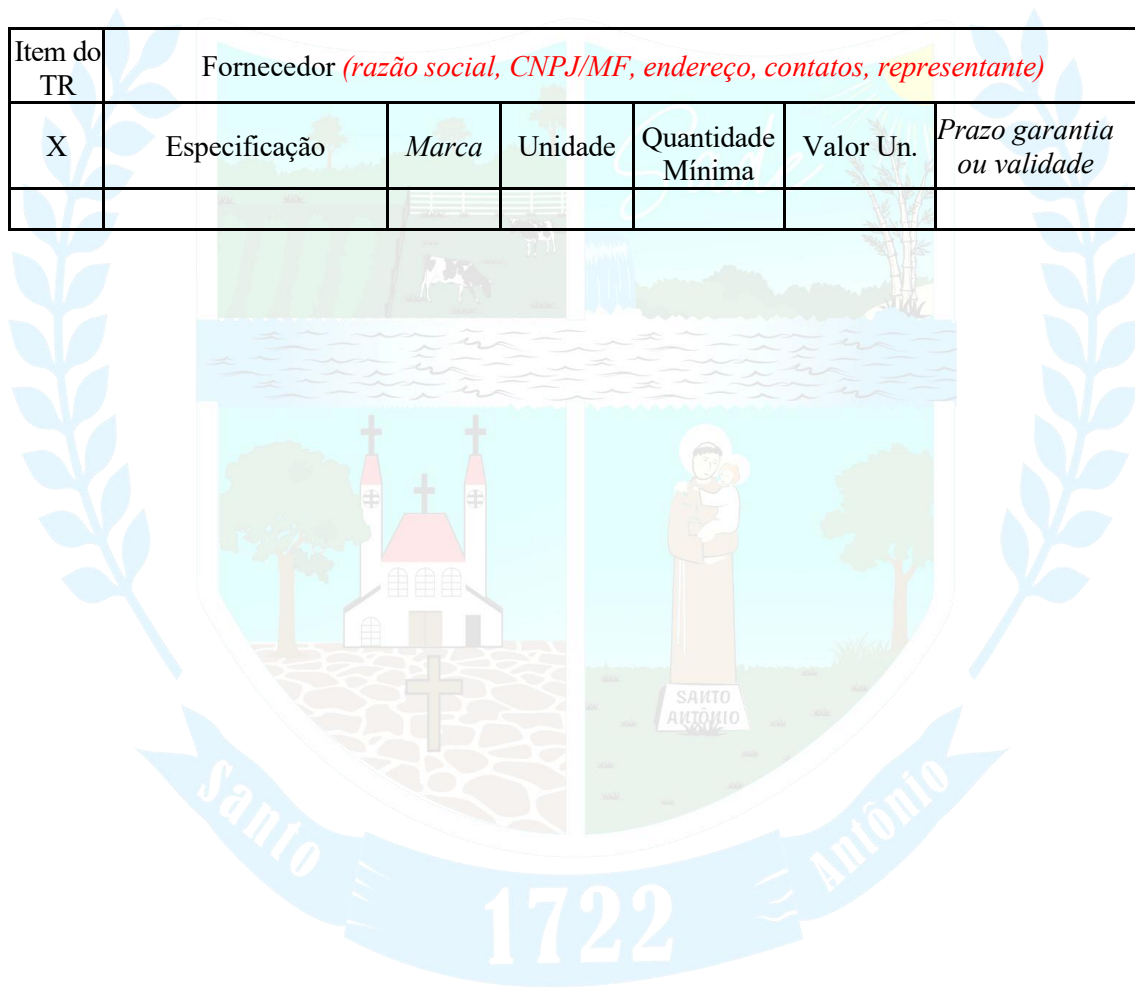 Item do TR
Fornecedor (razão social, CNPJ/MF, endereço, contatos, representante)
X
Especificação
Marca
Unidade
Quantidade Mínima
Valor Un.
Prazo garantia ou validade
SANTO
ANTÔNIO
Santo
Antônio
1722